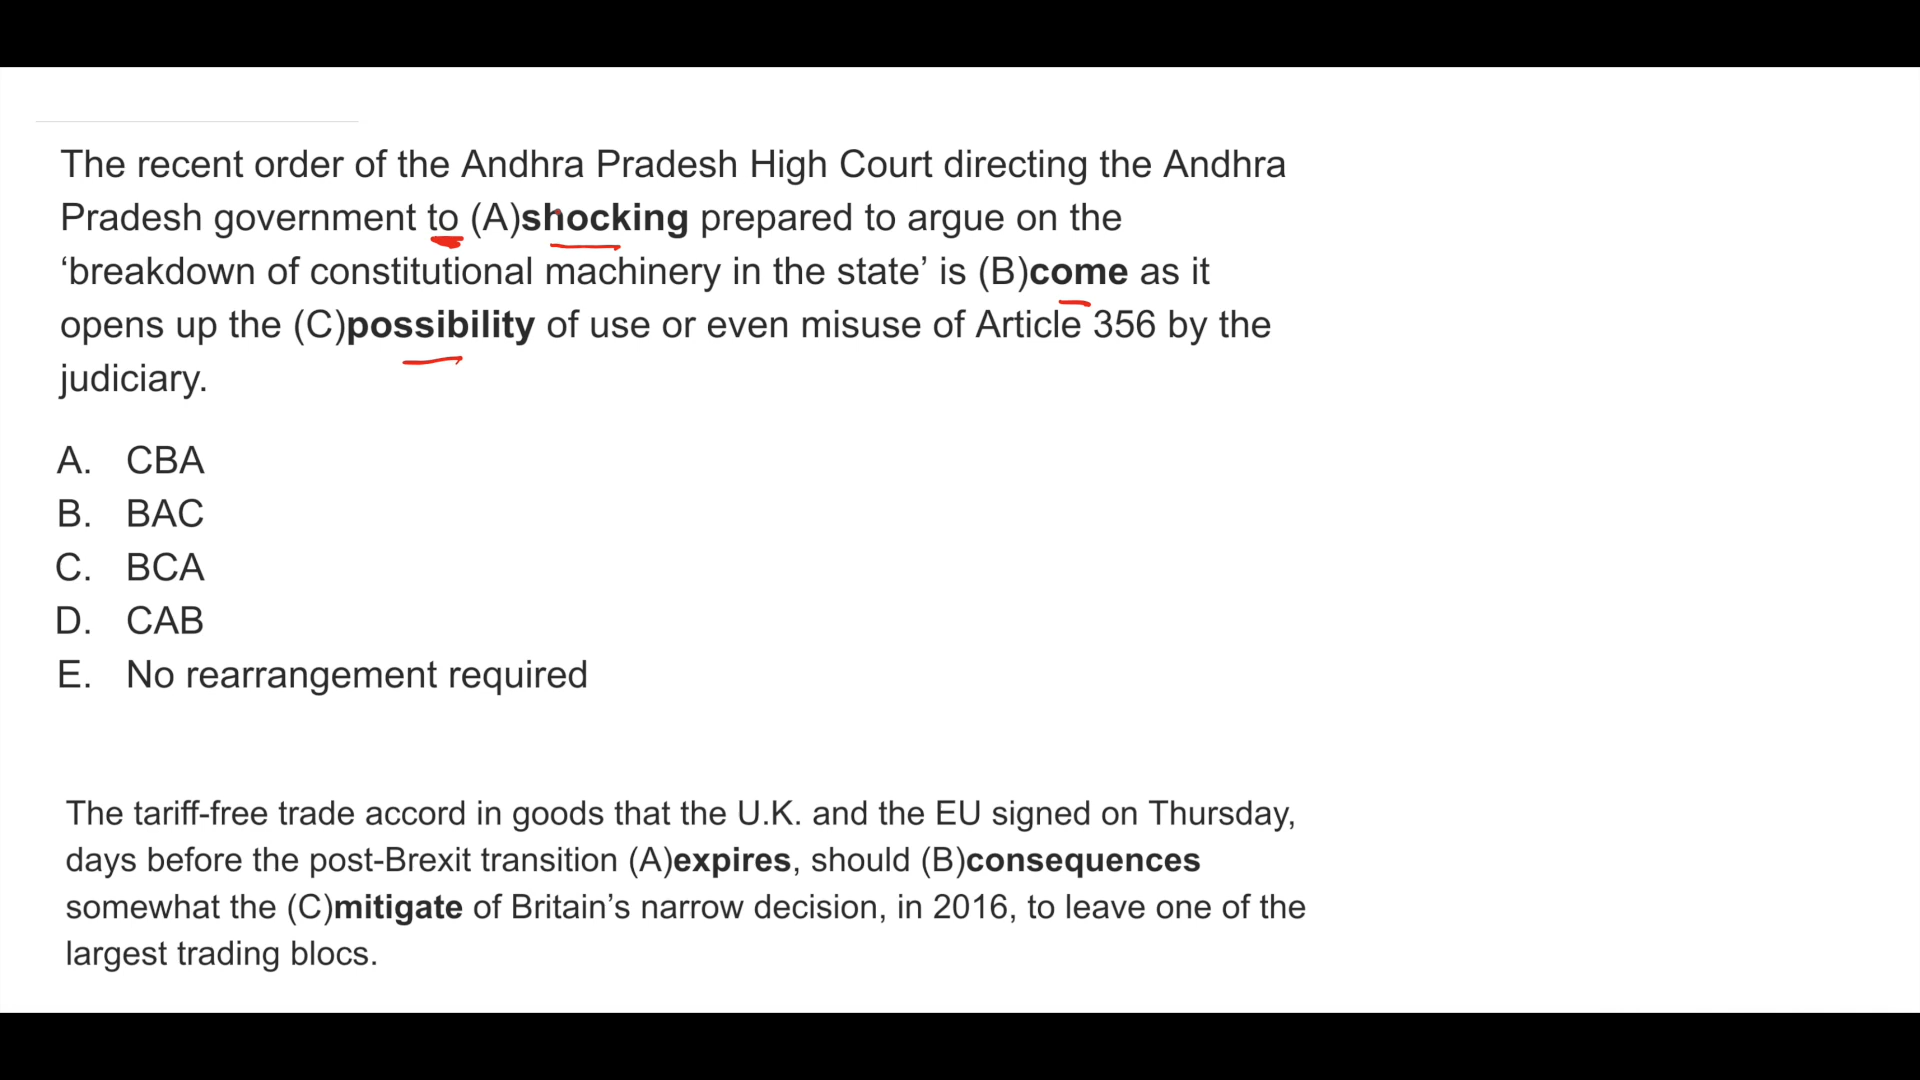 The recent order of the Andhra Pradesh High Court directing the Andhra
Pradesh government to (A)shocking prepared to argue on the
‘breakdown of constitutional machinery in the state’ is (B)come as it
opens up the (C)possibility of use or even misuse of Article 356 by the
judiciary.
A. CBA
B. BAC
C. BCA
D. CAB
E. No rearrangement required
The tariff-free trade accord in goods that the U.K. and the EU signed on Thursday,
days before the post-Brexit transition (A)expires, should (B)consequences
somewhat the (C)mitigate of Britain’s narrow decision, in 2016, to leave one of the
largest trading blocs.